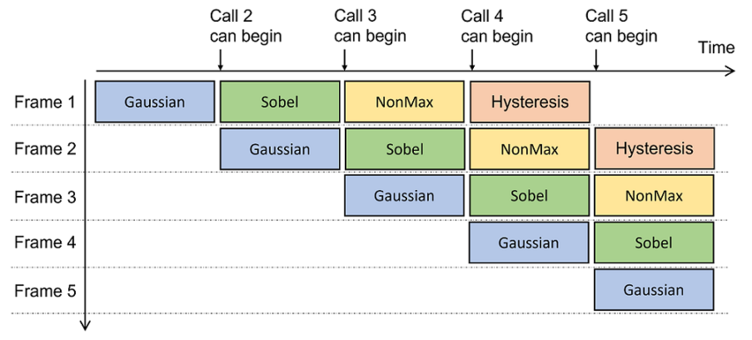 Call 2 Call 3 Call 4 Call 5
can begin can begin can begin can begin
Time
Frame 1 Gaussian Sobel NonMax Hysteresis
Frame 2 Gaussian Sobel NonMax Hysteresis
Frame 3 Gaussian Sobel NonMax
Frame 4 Gaussian Sobel
Frame 5 Gaussian